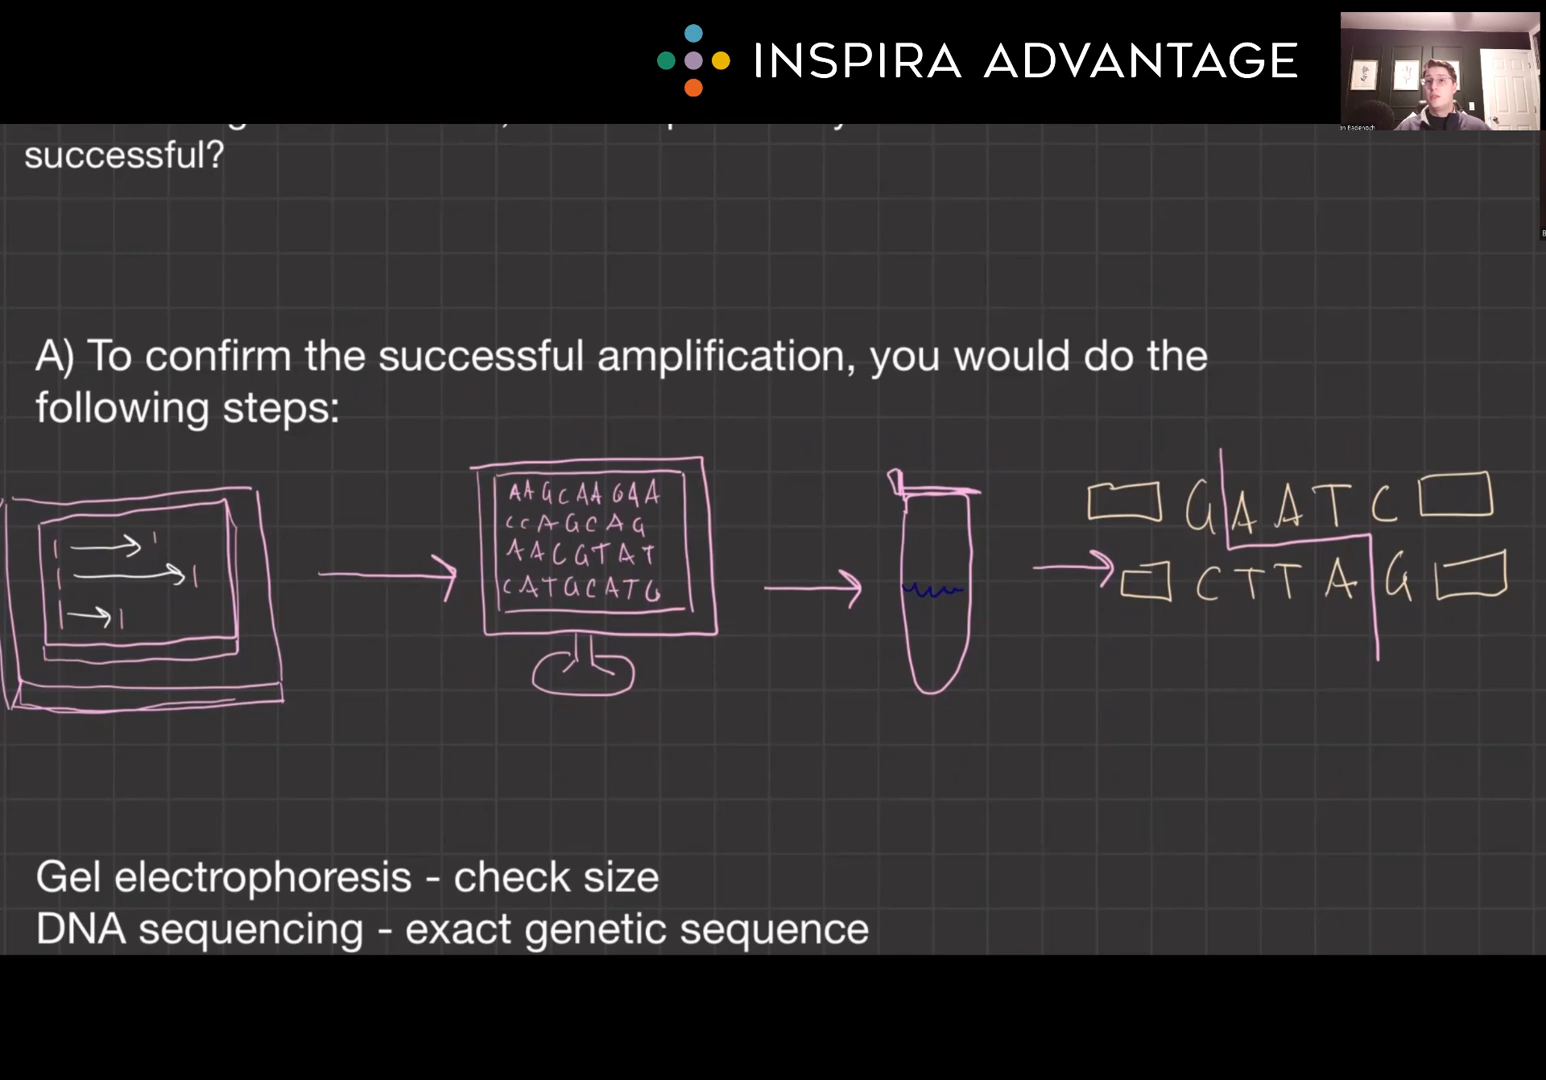 INSPIRA ADVANTAGE
successful?
A) To confirm the successful amplification, you would do the
following steps:
AAGCAAGAA
CCAGCAG
AACGTAT
CATGCATG
GAATC
CTTAG
Gel electrophoresis - check size
DNA sequencing - exact genetic sequence